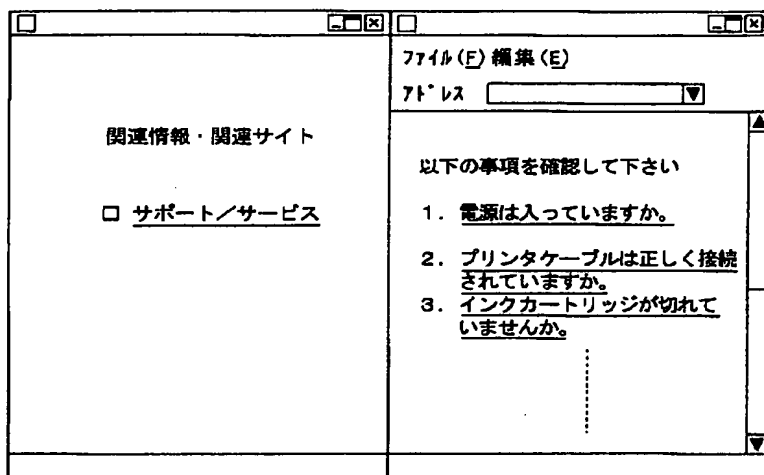 関連情報・関連サイト
サポート／サービス
ﾌｧｲﾙ(F) 編集(E)
ｱﾄﾞﾚｽ
以下の事項を確認して下さい
1. 電源は入っていますか。
2. プリンタケーブルは正しく接続
されていますか。
3. インクカートリッジが切れて
いませんか。